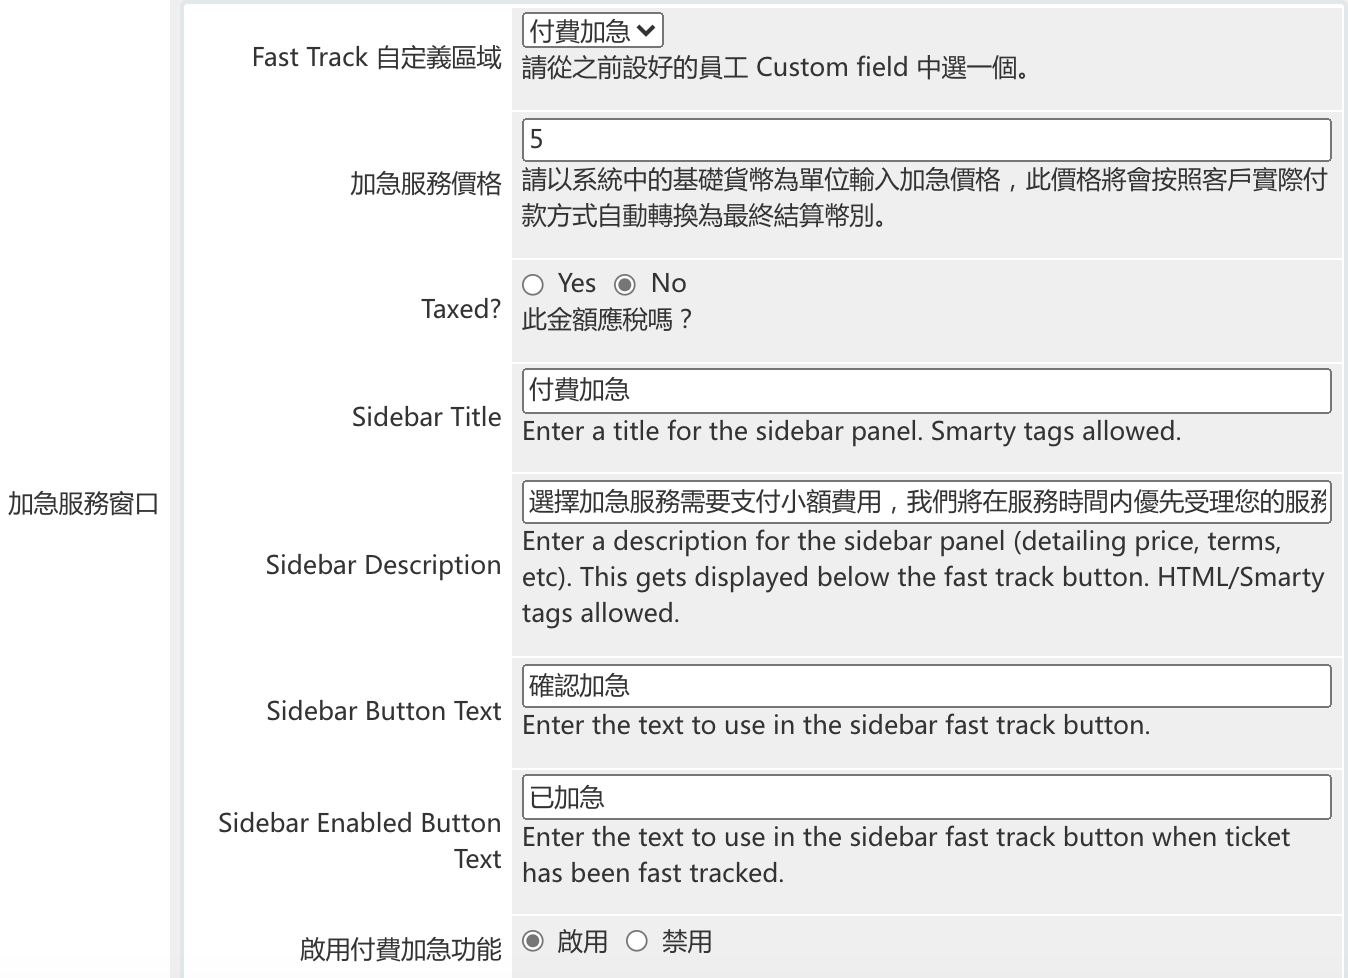 Fast Track 自定義區域
付費加急
請從之前設好的員工 Custom field 中選一個。
加急服務價格
5
請以系統中的基礎貨幣為單位輸入加急價格，此價格將會按照客戶實際付
款方式自動轉換為最終結算幣別。
Taxed?
Yes No
此金額應稅嗎？
Sidebar Title
付費加急
Enter a title for the sidebar panel. Smarty tags allowed.
加急服務窗口
Sidebar Description
選擇加急服務需要支付小額費用，我們將在服務時間内優先受理您的服務
Enter a description for the sidebar panel (detailing price, terms,
etc). This gets displayed below the fast track button. HTML/Smarty
tags allowed.
Sidebar Button Text
確認加急
Enter the text to use in the sidebar fast track button.
Sidebar Enabled Button
Text
已加急
Enter the text to use in the sidebar fast track button when ticket
has been fast tracked.
啟用付費加急功能
啟用 禁用